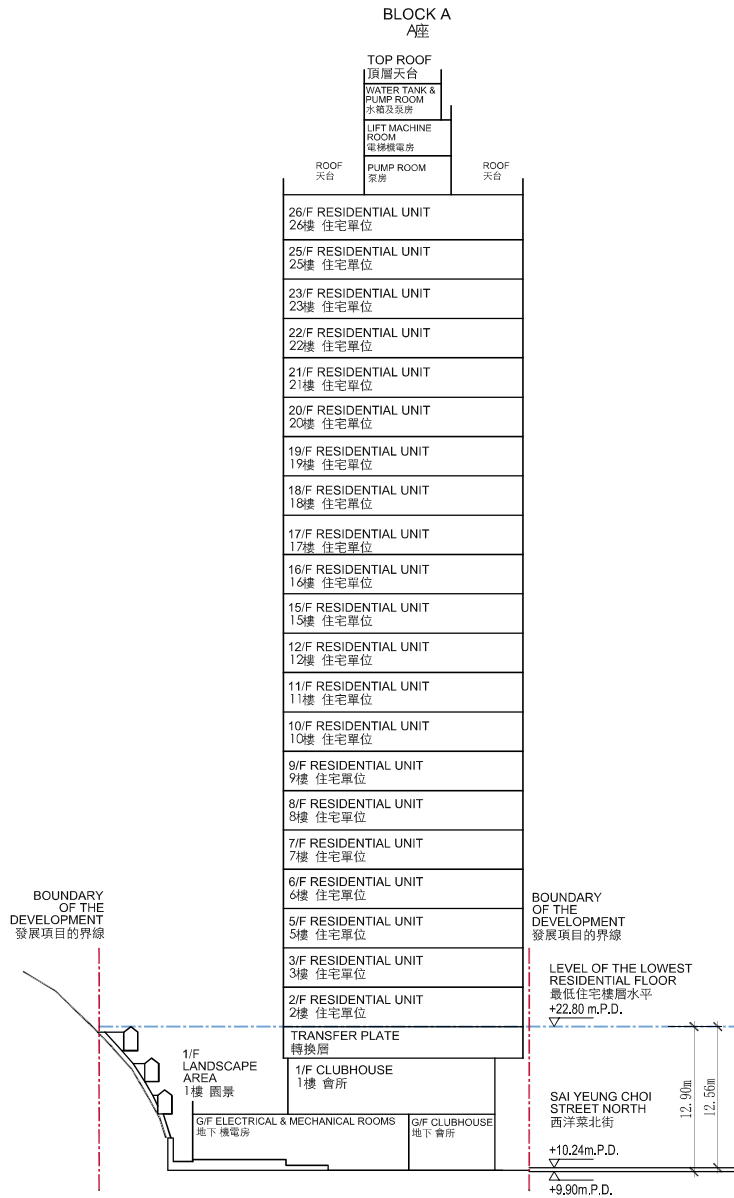 BLOCK A
A座
TOP ROOF
頂層天台
WATER TANK &
PUMP ROOM
水箱及泵房
LIFT MACHINE
ROOM
電梯機電房
ROOF
天台
PUMP ROOM
泵房
ROOF
天台
26/F RESIDENTIAL UNIT
26樓 住宅單位
25/F RESIDENTIAL UNIT
25樓 住宅單位
23/F RESIDENTIAL UNIT
23樓 住宅單位
22/F RESIDENTIAL UNIT
22樓 住宅單位
21/F RESIDENTIAL UNIT
21樓 住宅單位
20/F RESIDENTIAL UNIT
20樓 住宅單位
19/F RESIDENTIAL UNIT
19樓 住宅單位
18/F RESIDENTIAL UNIT
18樓 住宅單位
17/F RESIDENTIAL UNIT
17樓 住宅單位
16/F RESIDENTIAL UNIT
16樓 住宅單位
15/F RESIDENTIAL UNIT
15樓 住宅單位
12/F RESIDENTIAL UNIT
12樓 住宅單位
11/F RESIDENTIAL UNIT
11樓 住宅單位
10/F RESIDENTIAL UNIT
10樓 住宅單位
9/F RESIDENTIAL UNIT
9樓 住宅單位
8/F RESIDENTIAL UNIT
8樓 住宅單位
7/F RESIDENTIAL UNIT
7樓 住宅單位
6/F RESIDENTIAL UNIT
6樓 住宅單位
5/F RESIDENTIAL UNIT
5樓 住宅單位
3/F RESIDENTIAL UNIT
3樓 住宅單位
2/F RESIDENTIAL UNIT
2樓 住宅單位
TRANSFER PLATE
轉換層
1/F CLUBHOUSE
1樓 會所
BOUNDARY
OF THE
DEVELOPMENT
發展項目的界線
BOUNDARY
OF THE
DEVELOPMENT
發展項目的界線
LEVEL OF THE LOWEST
RESIDENTIAL FLOOR
最低住宅樓層水平
+22.80 m.P.D.
1/F
LANDSCAPE
AREA
1樓 園景
G/F ELECTRICAL & MECHANICAL ROOMS
地下 機電房
G/F CLUBHOUSE
地下 會所
SAI YEUNG CHOI
STREET NORTH
西洋菜北街
+10.24m.P.D.
+9.90m.P.D.
12.90m
12.56m